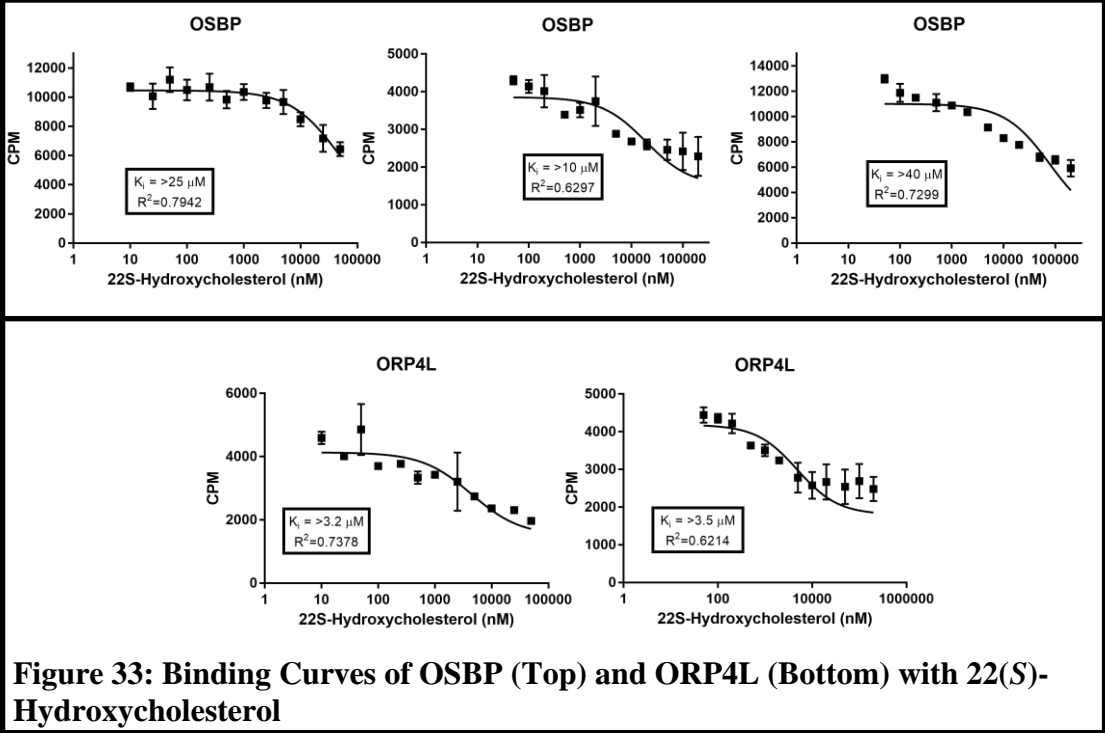 OSBP
12000
10000
8000
6000
4000
2000
0
CPM
Kᵢ = >25 μM
R²=0.7942
1 10 100 1000 10000 100000
22S-Hydroxycholesterol (nM)
OSBP
5000
4000
3000
2000
1000
0
CPM
Kᵢ = >10 μM
R²=0.6297
1 10 100 1000 10000 100000
22S-Hydroxycholesterol (nM)
OSBP
14000
12000
10000
8000
6000
4000
2000
0
CPM
Kᵢ = >40 μM
R²=0.7299
1 10 100 1000 10000 100000
22S-Hydroxycholesterol (nM)
ORP4L
6000
4000
2000
0
CPM
Kᵢ = >3.2 μM
R²=0.7378
1 10 100 1000 10000 100000
22S-Hydroxycholesterol (nM)
ORP4L
5000
4000
3000
2000
1000
0
CPM
Kᵢ = >3.5 μM
R²=0.6214
1 100 10000 1000000
22S-Hydroxycholesterol (nM)
Figure 33: Binding Curves of OSBP (Top) and ORP4L (Bottom) with 22(S)-
Hydroxycholesterol